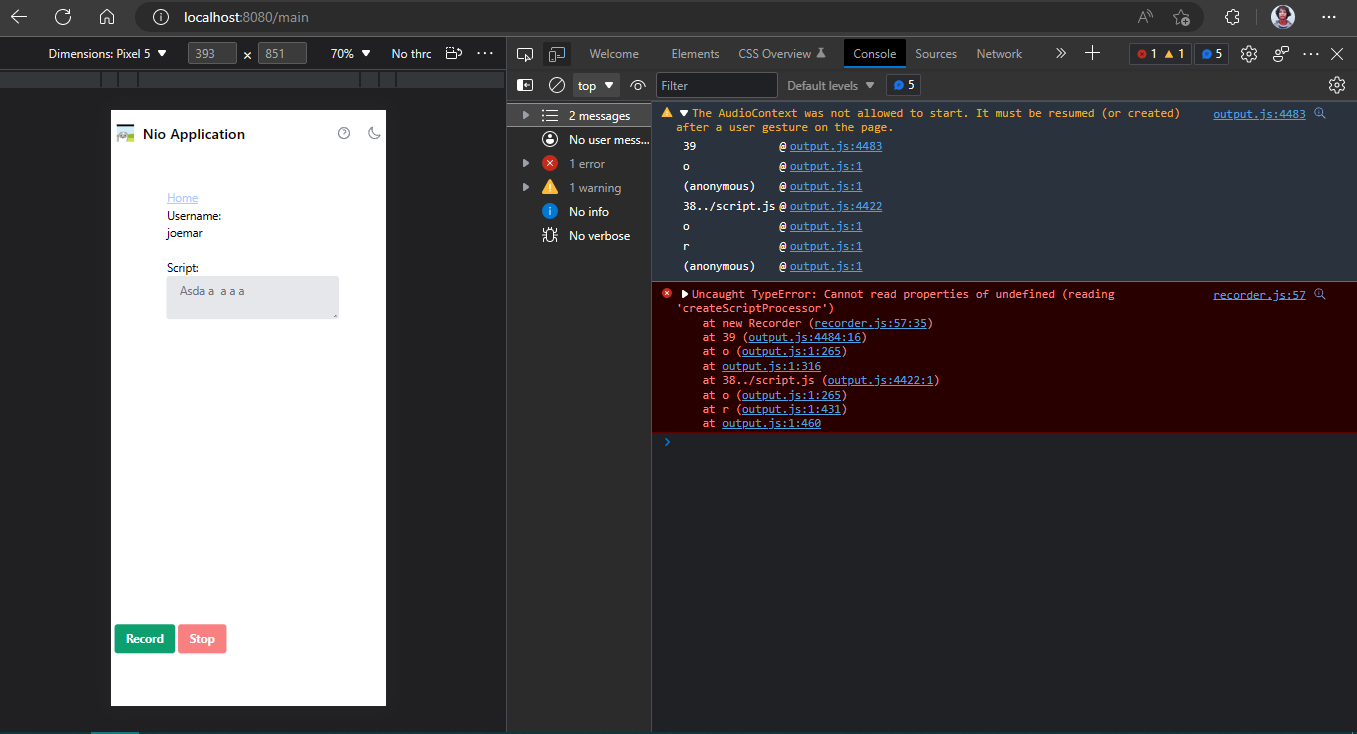 localhost:8080/main
Dimensions: Pixel 5 393 × 851 70% No thrc
Welcome Elements CSS Overview Console Sources Network 1 1 5
top Filter Default levels 5
Nio Application
Home
Username:
joemar
Script:
Asda a a a a
Record Stop
2 messages
No user mess...
1 error
1 warning
No info
No verbose
The AudioContext was not allowed to start. It must be resumed (or created) output.js:4483
after a user gesture on the page.
39 @ output.js:4483
o @ output.js:1
(anonymous) @ output.js:1
38../script.js @ output.js:4422
o @ output.js:1
r @ output.js:1
(anonymous) @ output.js:1
Uncaught TypeError: Cannot read properties of undefined (reading recorder.js:57
'createScriptProcessor')
at new Recorder (recorder.js:57:35)
at 39 (output.js:4484:16)
at o (output.js:1:265)
at output.js:1:316
at 38../script.js (output.js:4422:1)
at o (output.js:1:265)
at r (output.js:1:431)
at output.js:1:460